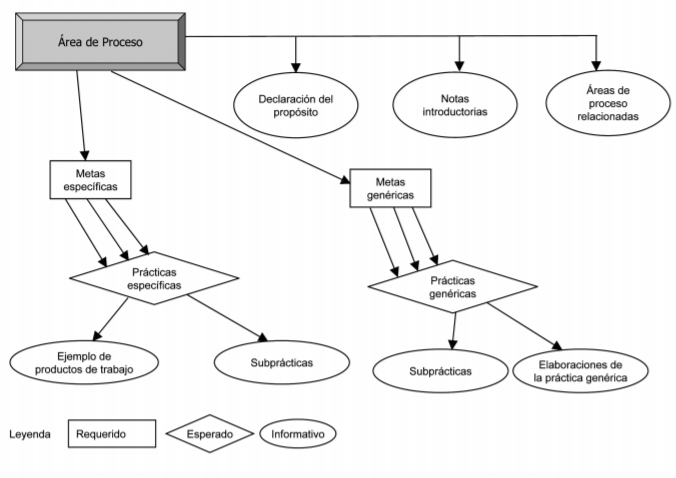 Área de Proceso
Declaración del
propósito
Notas
introductorias
Áreas de
proceso
relacionadas
Metas
específicas
Metas
genéricas
Prácticas
específicas
Prácticas
genéricas
Ejemplo de
productos de trabajo
Subprácticas
Subprácticas
Elaboraciones de
la práctica genérica
Leyenda
Requerido
Esperado
Informativo